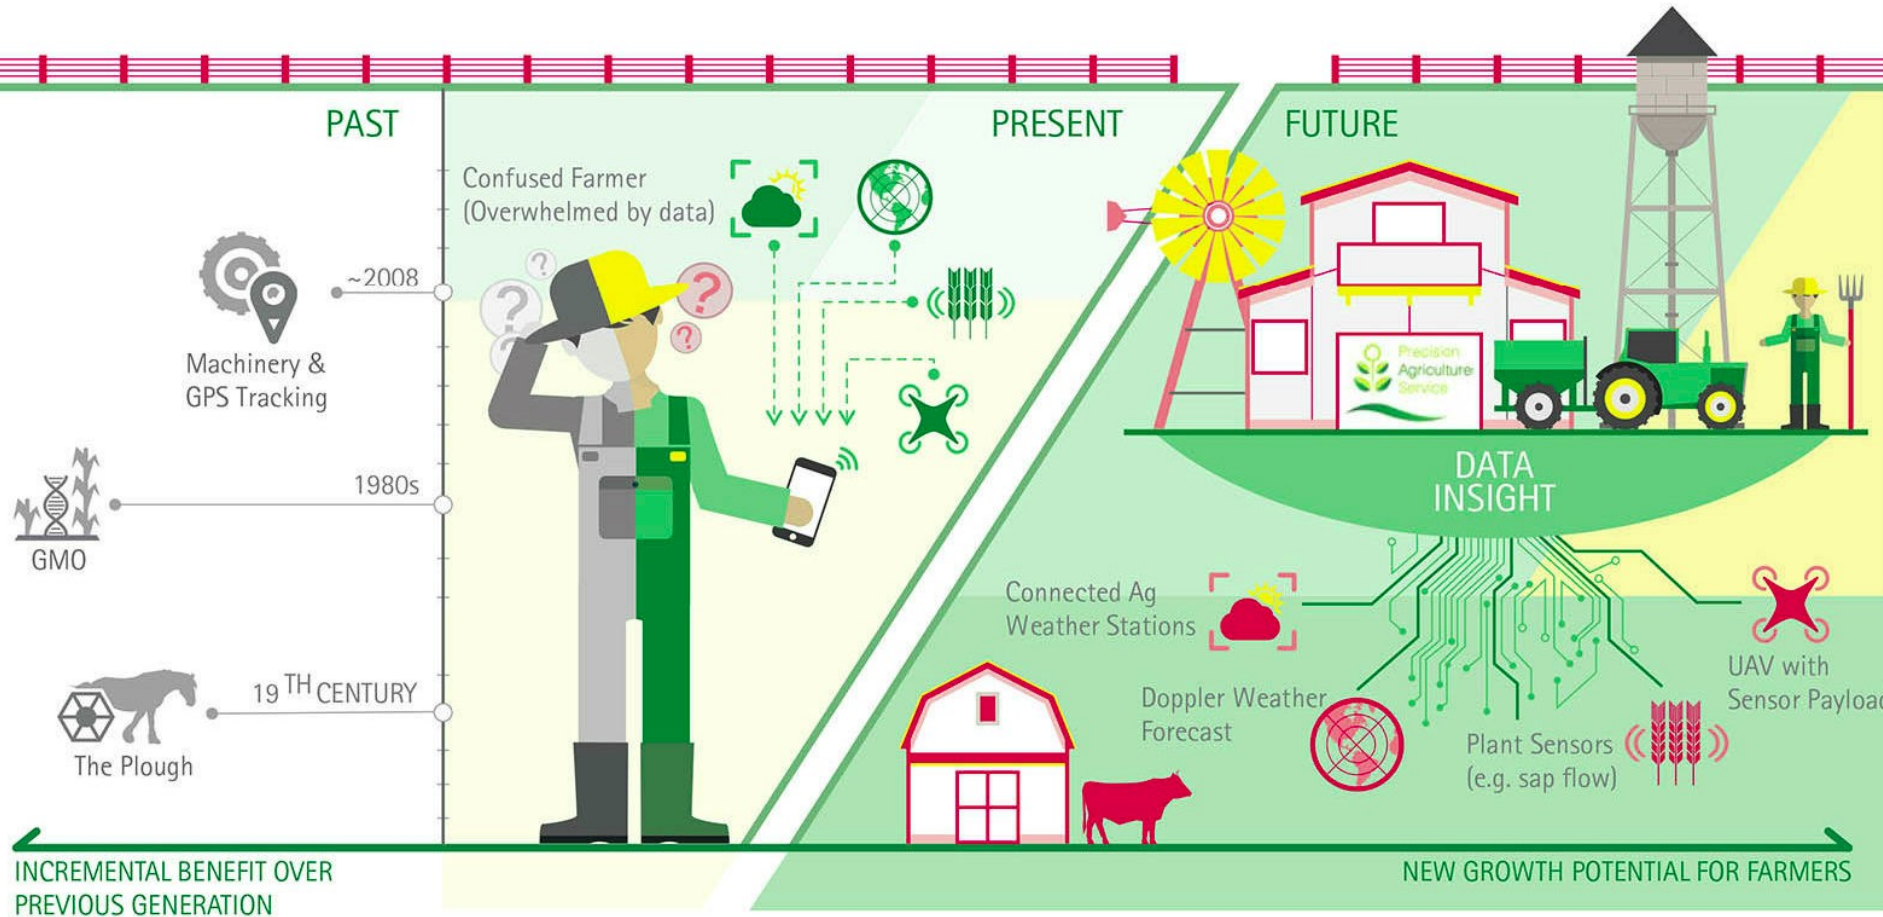 PAST
PRESENT
FUTURE
Confused Farmer
(Overwhelmed by data)
?
?
?
?
?
~2008
Machinery &
GPS Tracking
1980s
GMO
19 TH CENTURY
The Plough
Precision
Agriculture
Service
DATA
INSIGHT
Connected Ag
Weather Stations
Doppler Weather
Forecast
Plant Sensors
(e.g. sap flow)
UAV with
Sensor Payload
INCREMENTAL BENEFIT OVER
PREVIOUS GENERATION
NEW GROWTH POTENTIAL FOR FARMERS